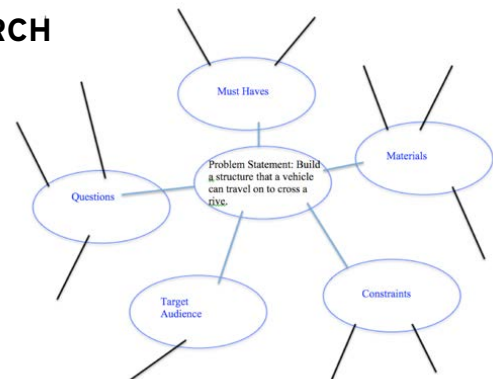 RCH
Must Haves
Problem Statement: Build
a structure that a vehicle
can travel on to cross a
rive.
Materials
Questions
Target
Audience
Constraints